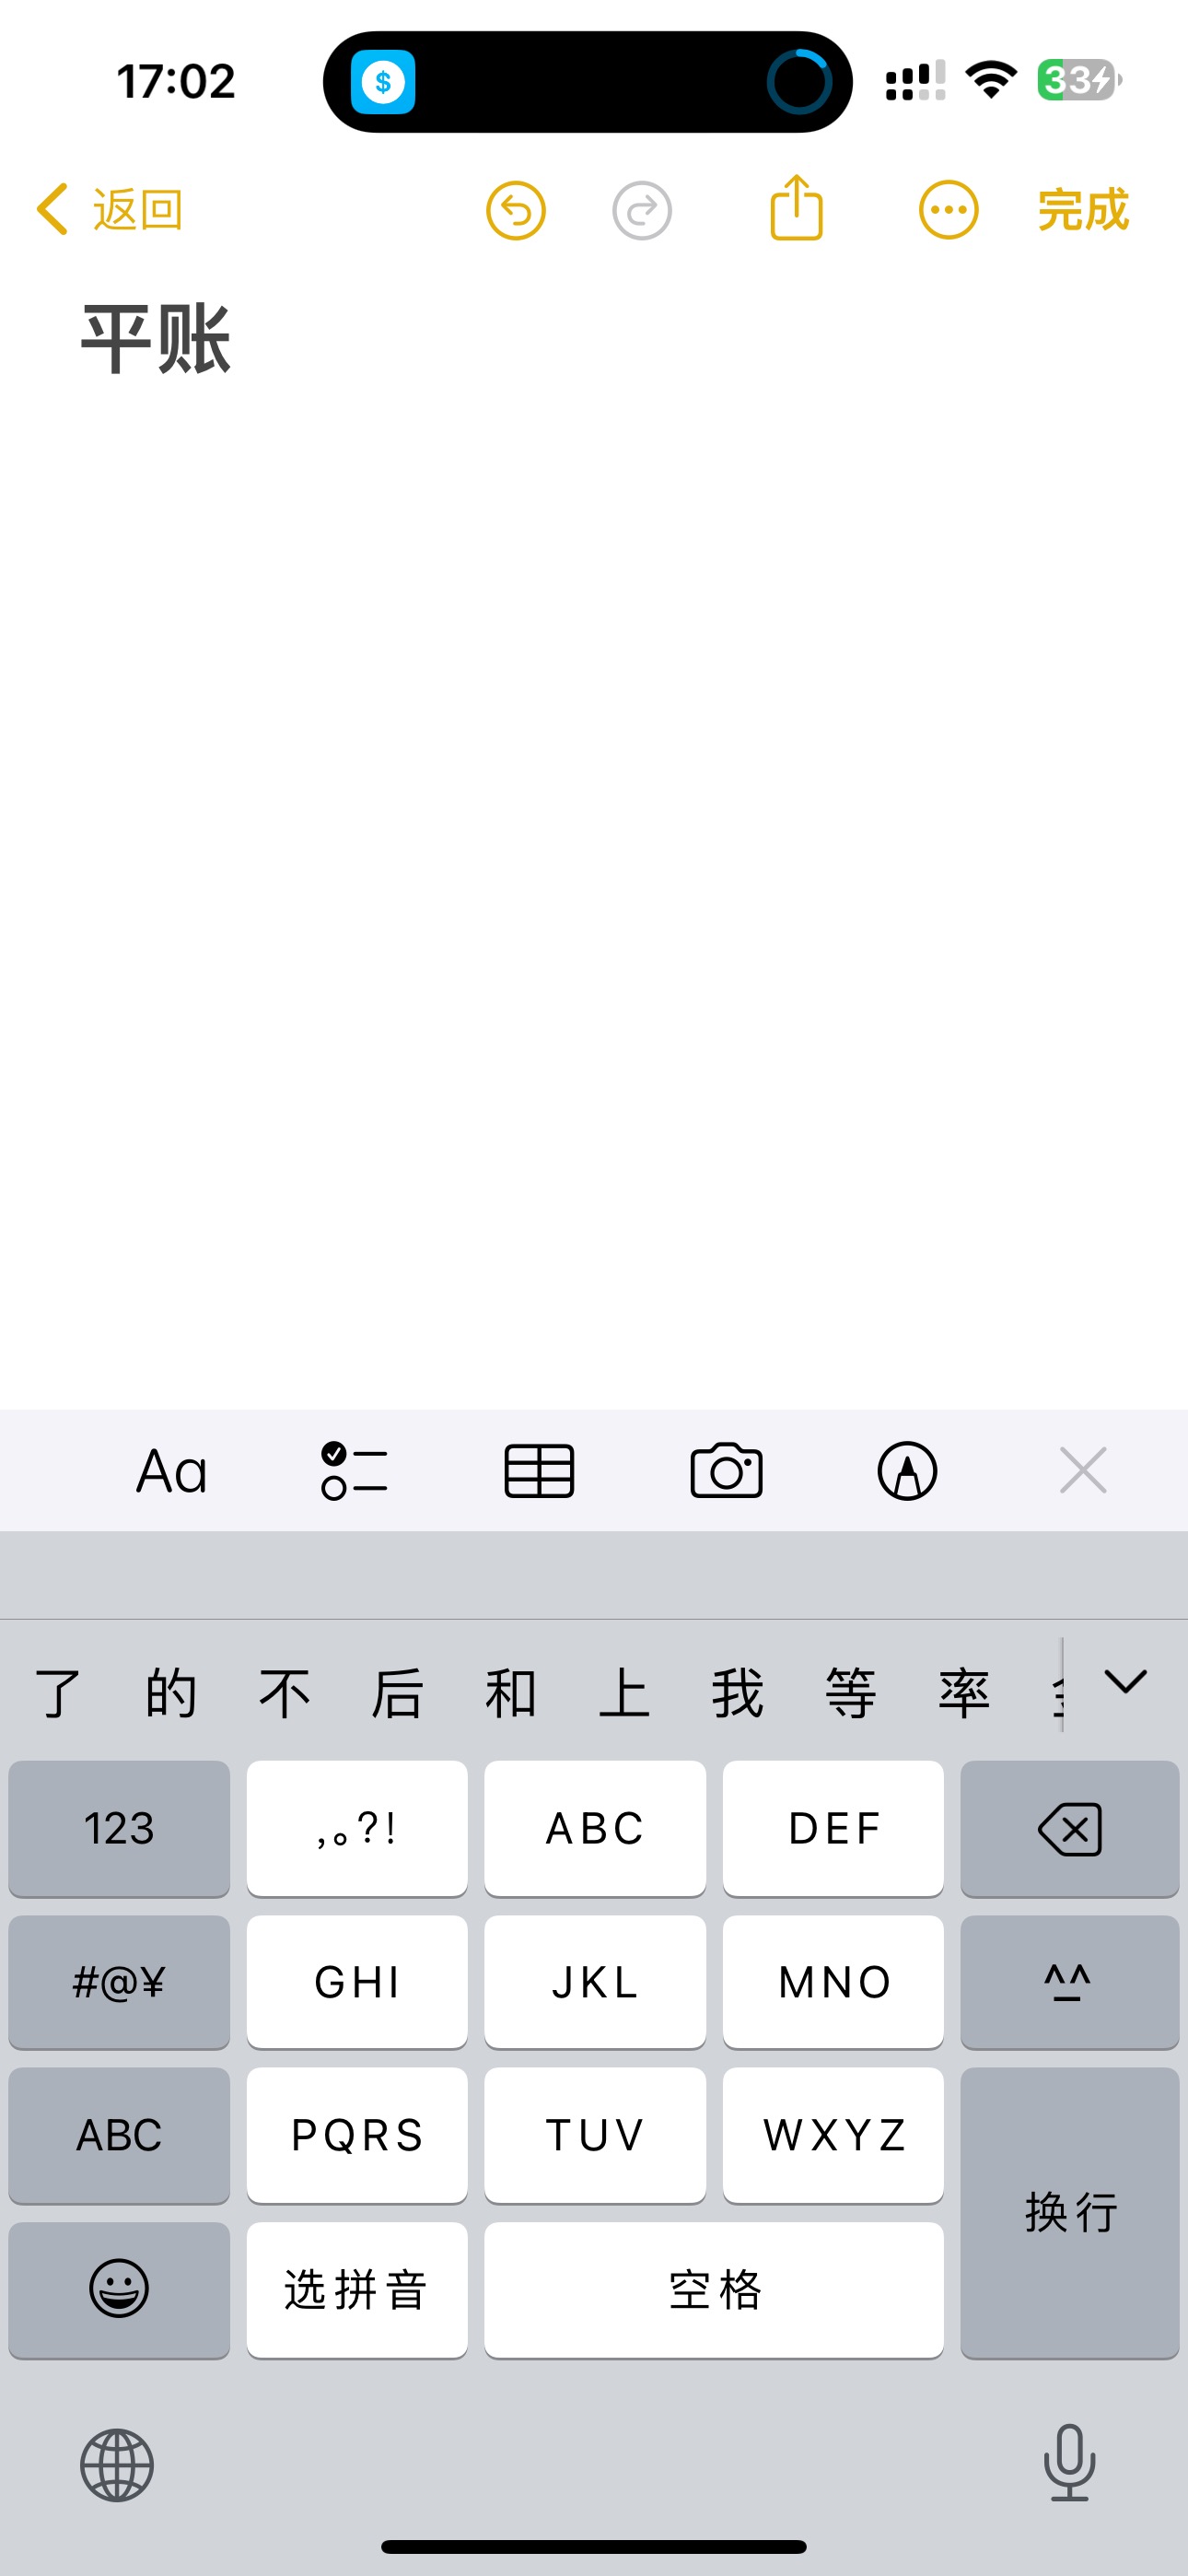 17:02
33
返回
完成
平账
Aa
了 的 不 后 和 上 我 等 率
123 ,。?! ABC DEF
#@¥ GHI JKL MNO ^^
ABC PQRS TUV WXYZ
换行
选拼音 空格